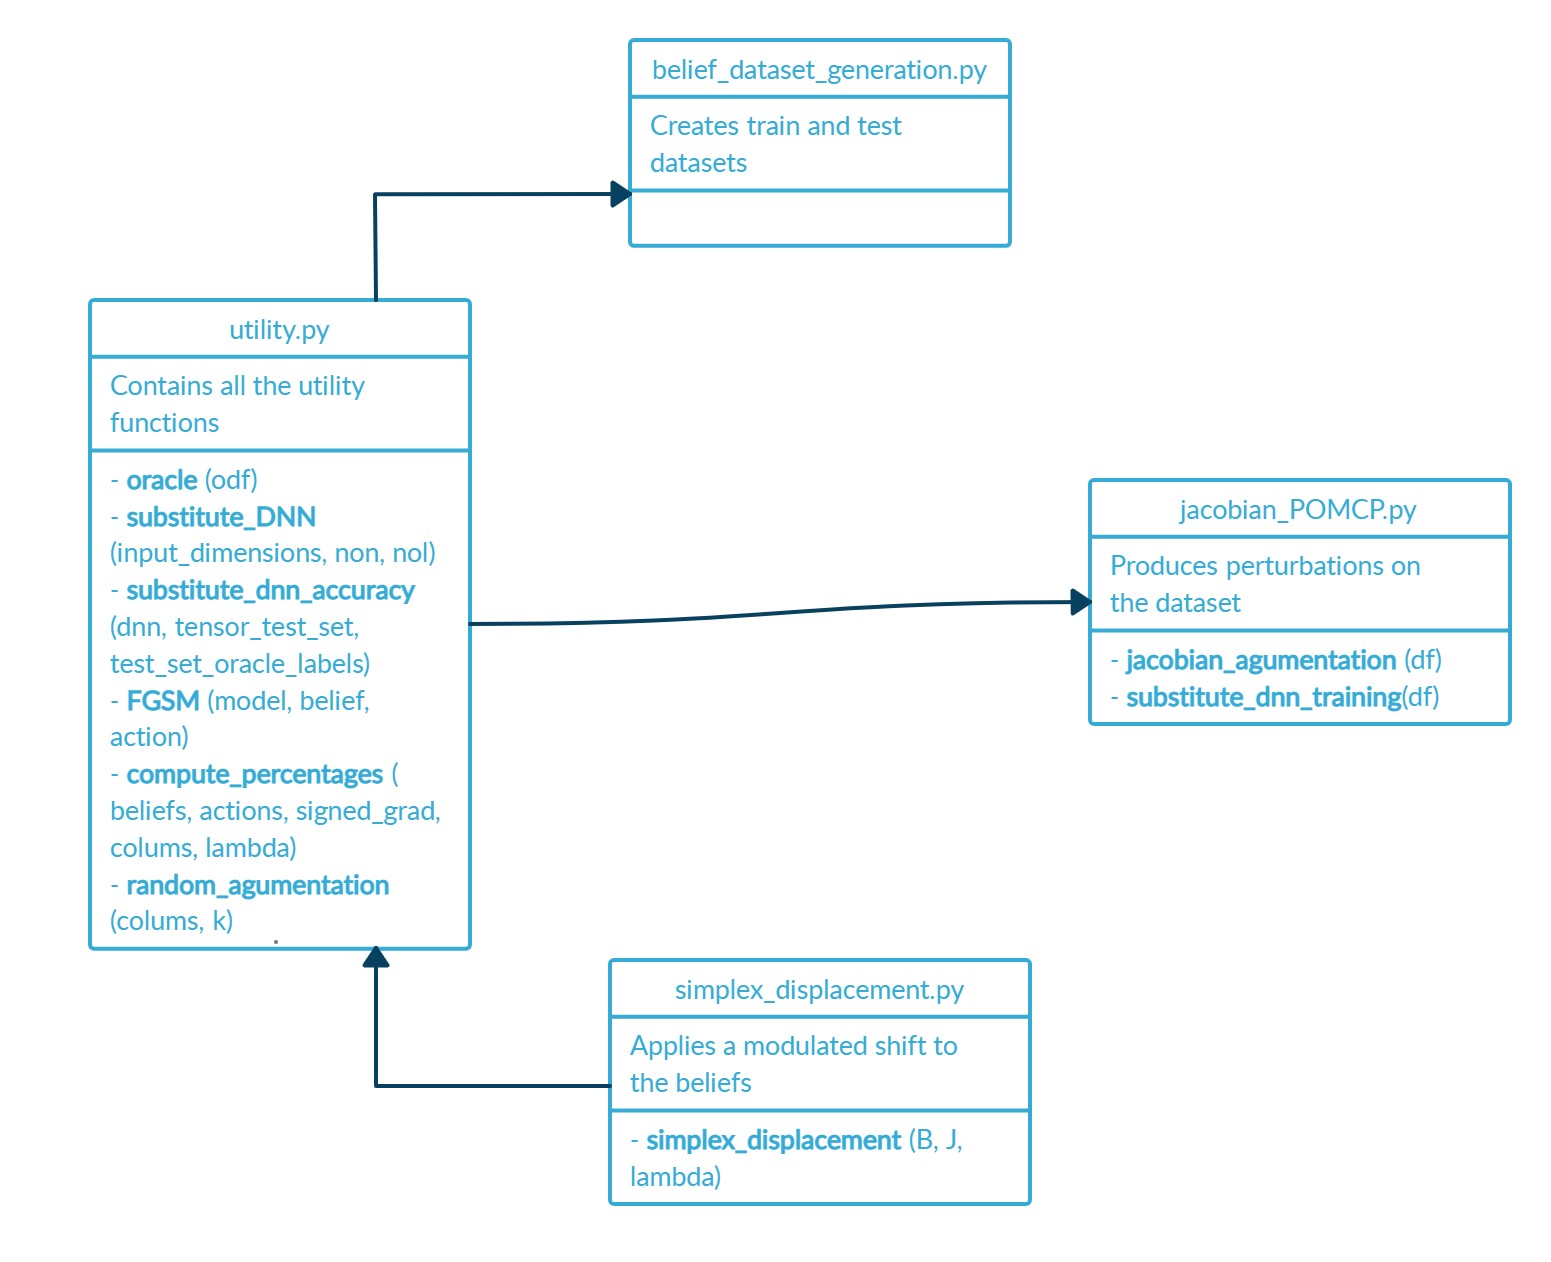 belief_dataset_generation.py
Creates train and test
datasets
utility.py
Contains all the utility
functions
- oracle (odf)
- substitute_DNN
(input_dimensions, non, nol)
- substitute_dnn_accuracy
(dnn, tensor_test_set,
test_set_oracle_labels)
- FGSM (model, belief,
action)
- compute_percentages (
beliefs, actions, signed_grad,
colums, lambda)
- random_agumentation
(colums, k)
jacobian_POMCP.py
Produces perturbations on
the dataset
- jacobian_agumentation (df)
- substitute_dnn_training(df)
simplex_displacement.py
Applies a modulated shift to
the beliefs
- simplex_displacement (B, J,
lambda)